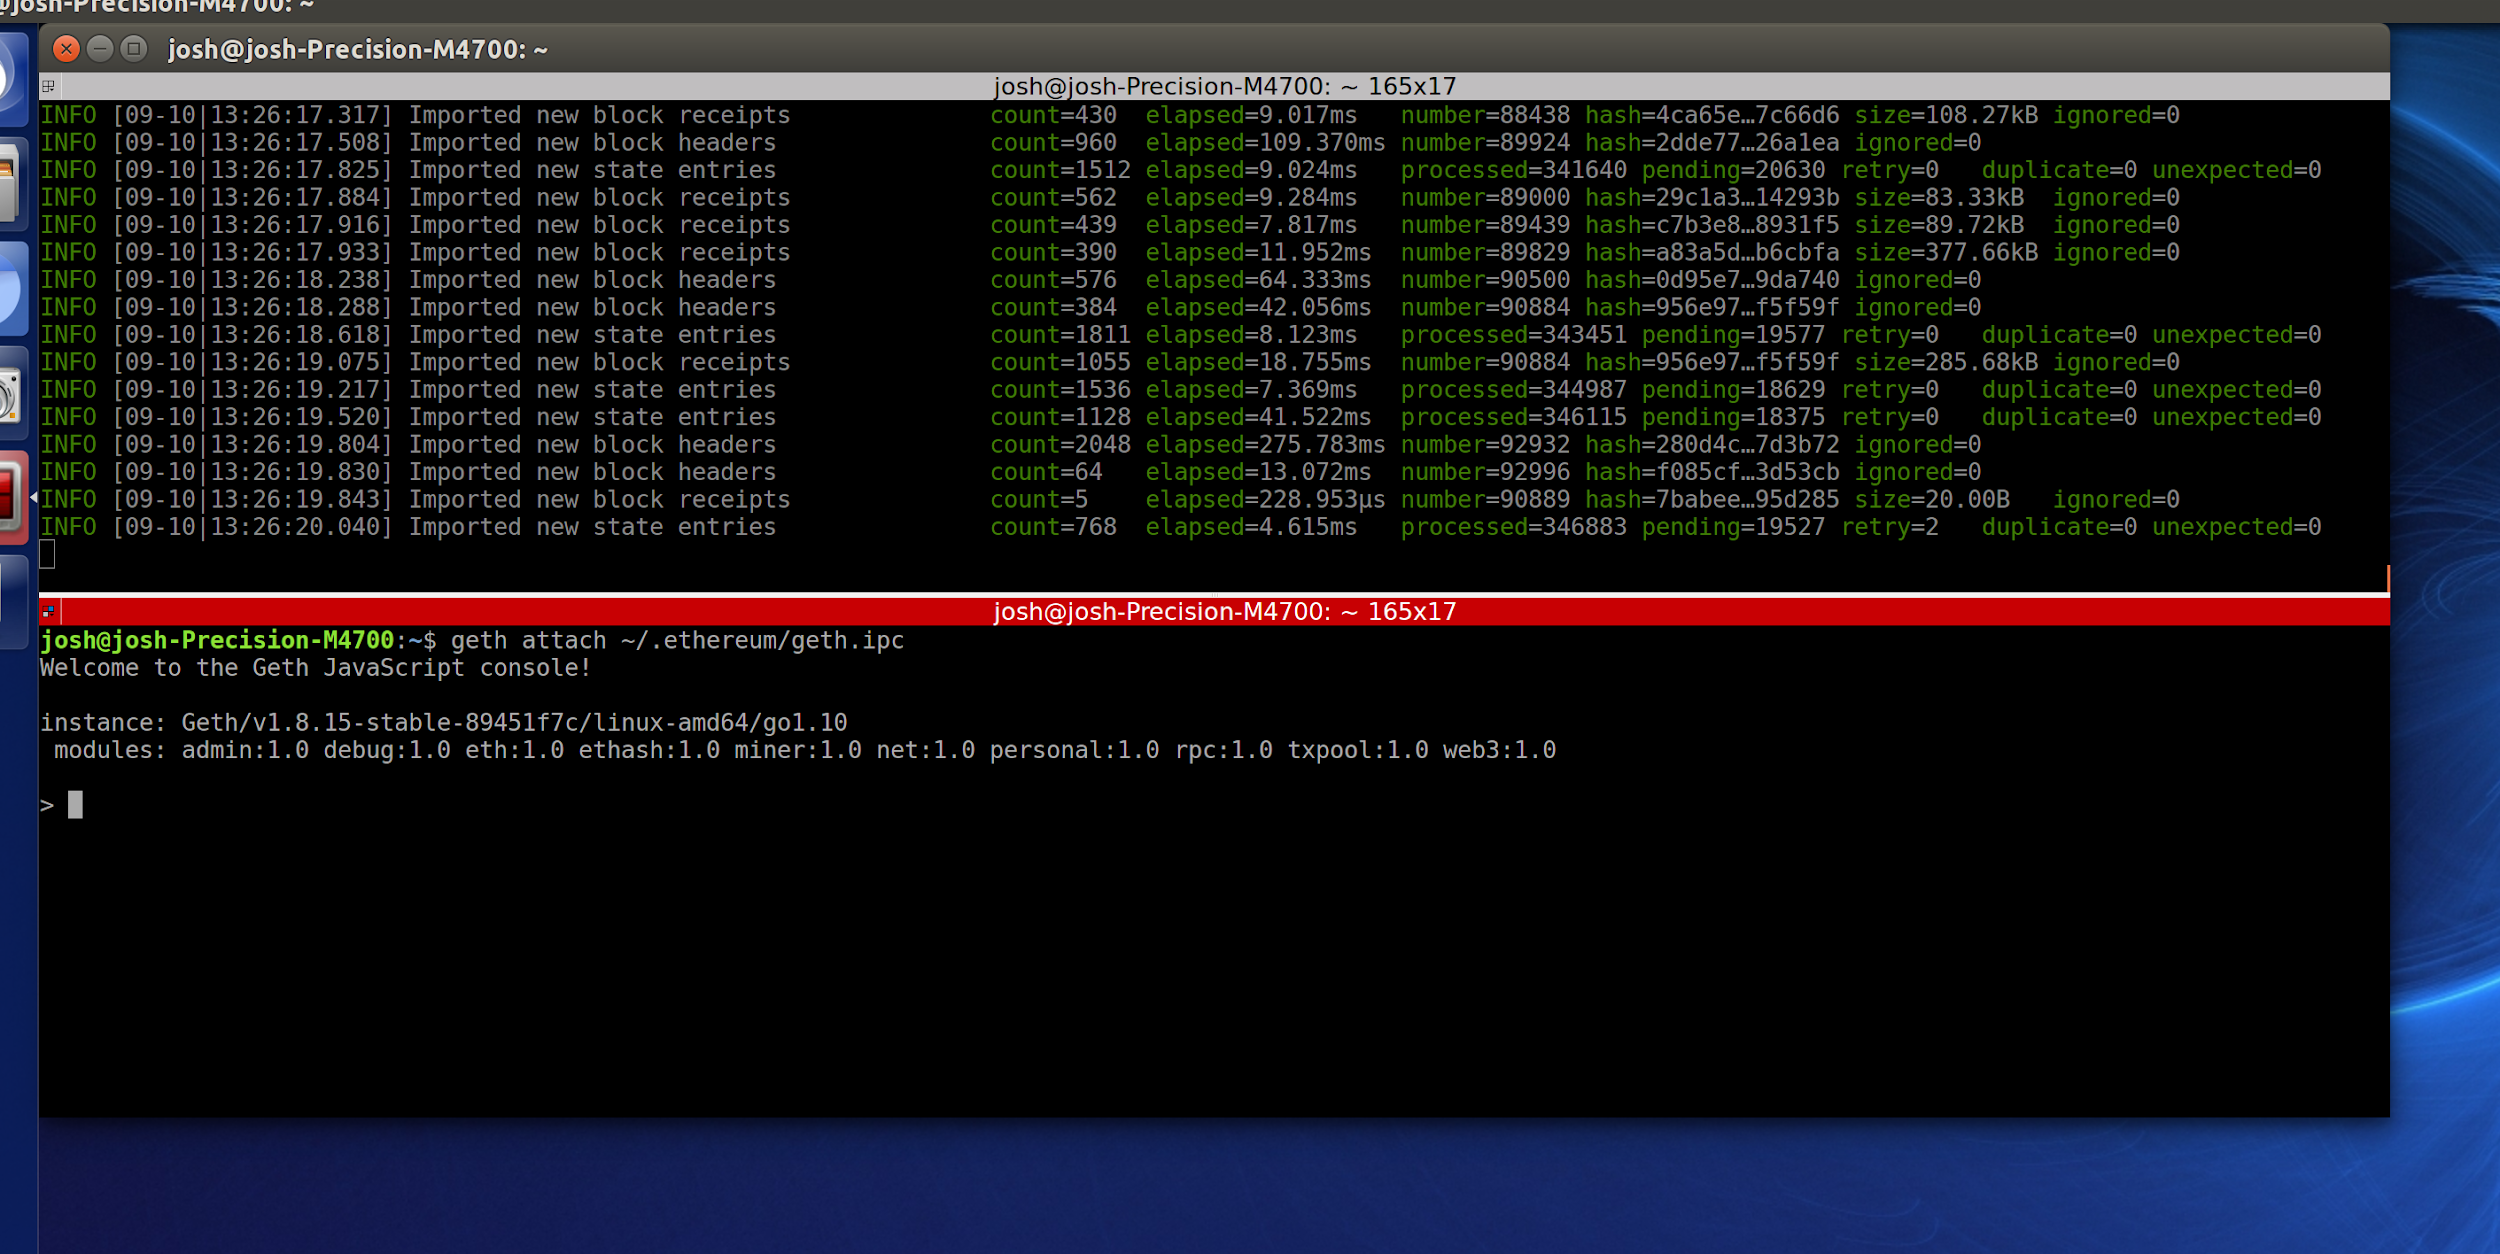 @josh-Precision-M4700: ~
josh@josh-Precision-M4700: ~
josh@josh-Precision-M4700: ~ 165x17
INFO [09-10|13:26:17.317] Imported new block receipts count=430 elapsed=9.017ms number=88438 hash=4ca65e…7c66d6 size=108.27kB ignored=0
INFO [09-10|13:26:17.508] Imported new block headers count=960 elapsed=109.370ms number=89924 hash=2dde77…26a1ea ignored=0
INFO [09-10|13:26:17.825] Imported new state entries count=1512 elapsed=9.024ms processed=341640 pending=20630 retry=0 duplicate=0 unexpected=0
INFO [09-10|13:26:17.884] Imported new block receipts count=562 elapsed=9.284ms number=89000 hash=29c1a3…14293b size=83.33kB ignored=0
INFO [09-10|13:26:17.916] Imported new block receipts count=439 elapsed=7.817ms number=89439 hash=c7b3e8…8931f5 size=89.72kB ignored=0
INFO [09-10|13:26:17.933] Imported new block receipts count=390 elapsed=11.952ms number=89829 hash=a83a5d…b6cbfa size=377.66kB ignored=0
INFO [09-10|13:26:18.238] Imported new block headers count=576 elapsed=64.333ms number=90500 hash=0d95e7…9da740 ignored=0
INFO [09-10|13:26:18.288] Imported new block headers count=384 elapsed=42.056ms number=90884 hash=956e97…f5f59f ignored=0
INFO [09-10|13:26:18.618] Imported new state entries count=1811 elapsed=8.123ms processed=343451 pending=19577 retry=0 duplicate=0 unexpected=0
INFO [09-10|13:26:19.075] Imported new block receipts count=1055 elapsed=18.755ms number=90884 hash=956e97…f5f59f size=285.68kB ignored=0
INFO [09-10|13:26:19.217] Imported new state entries count=1536 elapsed=7.369ms processed=344987 pending=18629 retry=0 duplicate=0 unexpected=0
INFO [09-10|13:26:19.520] Imported new state entries count=1128 elapsed=41.522ms processed=346115 pending=18375 retry=0 duplicate=0 unexpected=0
INFO [09-10|13:26:19.804] Imported new block headers count=2048 elapsed=275.783ms number=92932 hash=280d4c…7d3b72 ignored=0
INFO [09-10|13:26:19.830] Imported new block headers count=64 elapsed=13.072ms number=92996 hash=f085cf…3d53cb ignored=0
INFO [09-10|13:26:19.843] Imported new block receipts count=5 elapsed=228.953µs number=90889 hash=7babee…95d285 size=20.00B ignored=0
INFO [09-10|13:26:20.040] Imported new state entries count=768 elapsed=4.615ms processed=346883 pending=19527 retry=2 duplicate=0 unexpected=0
josh@josh-Precision-M4700: ~ 165x17
josh@josh-Precision-M4700:~$ geth attach ~/.ethereum/geth.ipc
Welcome to the Geth JavaScript console!
instance: Geth/v1.8.15-stable-89451f7c/linux-amd64/go1.10
modules: admin:1.0 debug:1.0 eth:1.0 ethash:1.0 miner:1.0 net:1.0 personal:1.0 rpc:1.0 txpool:1.0 web3:1.0
>